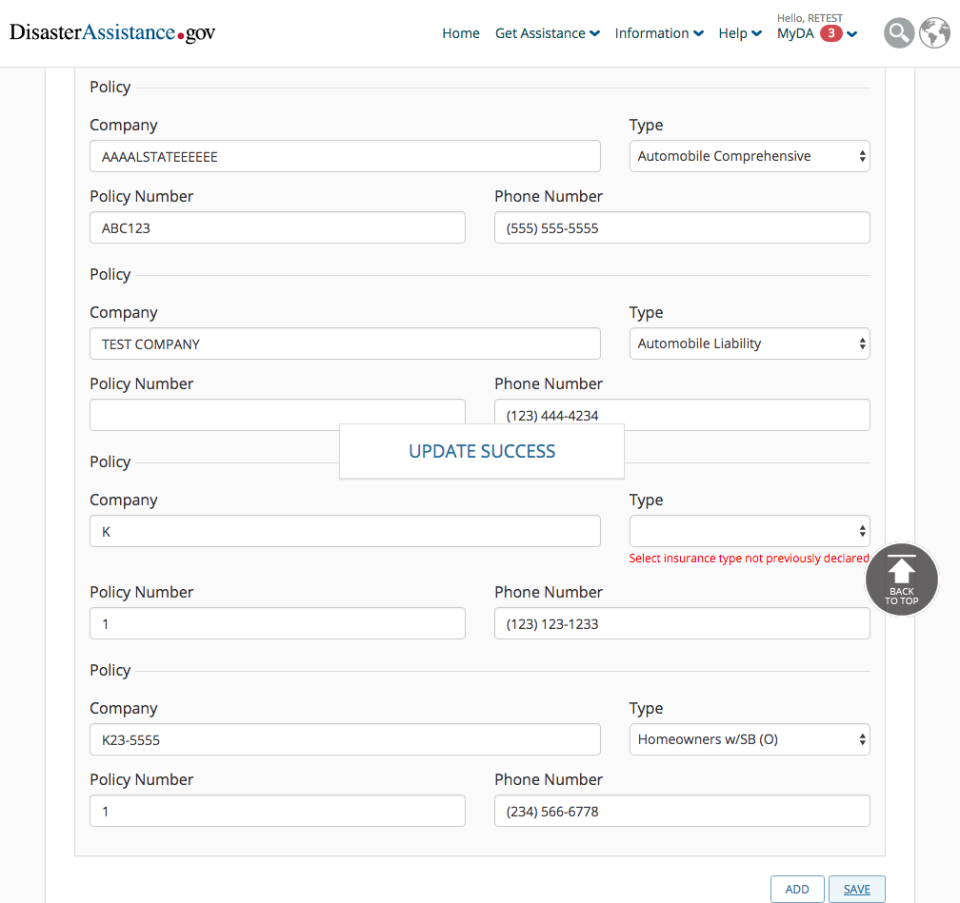 Hello, RETEST
DisasterAssistance.gov Home Get Assistance Information Help MyDA 3
Policy
Company Type
AAAALSTATEEEEEE Automobile Comprehensive
Policy Number Phone Number
ABC123 (555) 555-5555
Policy
Company Type
TEST COMPANY Automobile Liability
Policy Number Phone Number
(123) 444-4234
UPDATE SUCCESS
Policy
Company Type
K
Select insurance type not previously declared
Policy Number Phone Number
BACK
TO TOP
1 (123) 123-1233
Policy
Company Type
K23-5555 Homeowners w/SB (O)
Policy Number Phone Number
1 (234) 566-6778
ADD SAVE